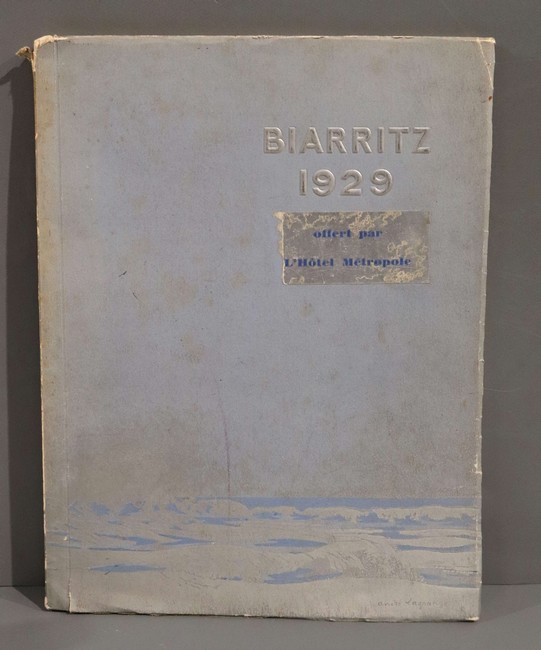 BIARRITZ
1929
offert par
L'Hôtel Métropole